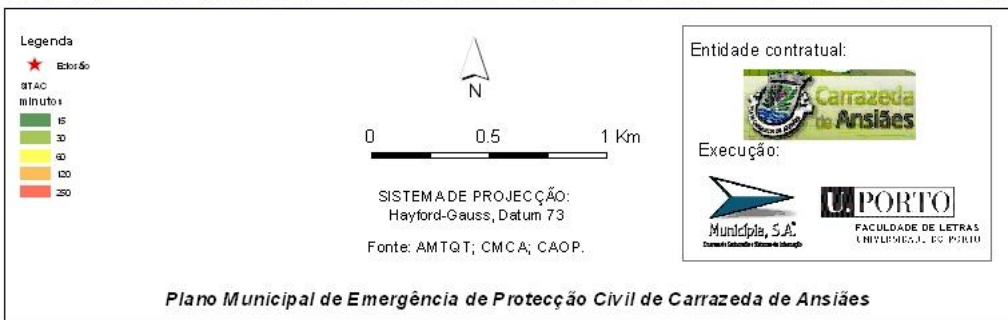 Legenda
Eclosão
SITAC
minutos
15
30
60
120
250
N
0 0.5 1 Km
SISTEMA DE PROJECÇÃO:
Hayford-Gauss, Datum 73
Fonte: AMTQT; CMCA; CAOP.
Entidade contratual:
Carrazeda
de Ansiães
Execução:
Municípia, S.A.
U. PORTO
FACULDADE DE LETRAS
UNIVERSIDADE DO PORTO
Plano Municipal de Emergência de Protecção Civil de Carrazeda de Ansiães